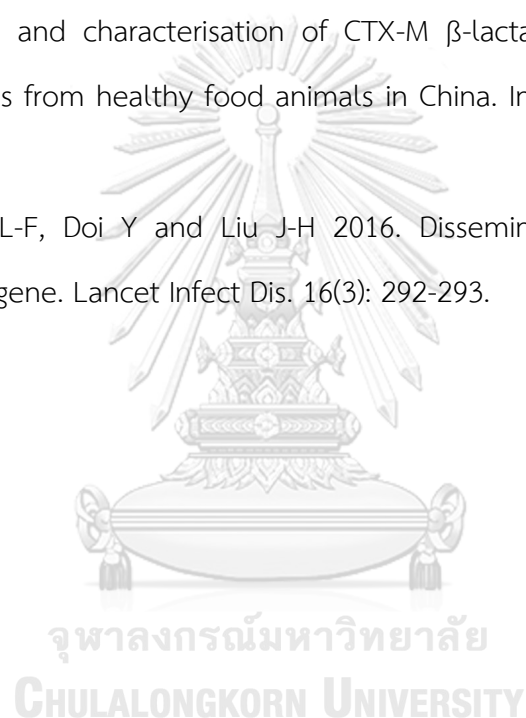 and characterisation of CTX-M β-lacta
s from healthy food animals in China. In
L-F, Doi Y and Liu J-H 2016. Dissemin
gene. Lancet Infect Dis. 16(3): 292-293.
จุฬาลงกรณ์มหาวิทยาลัย
CHULALONGKORN UNIVERSITY